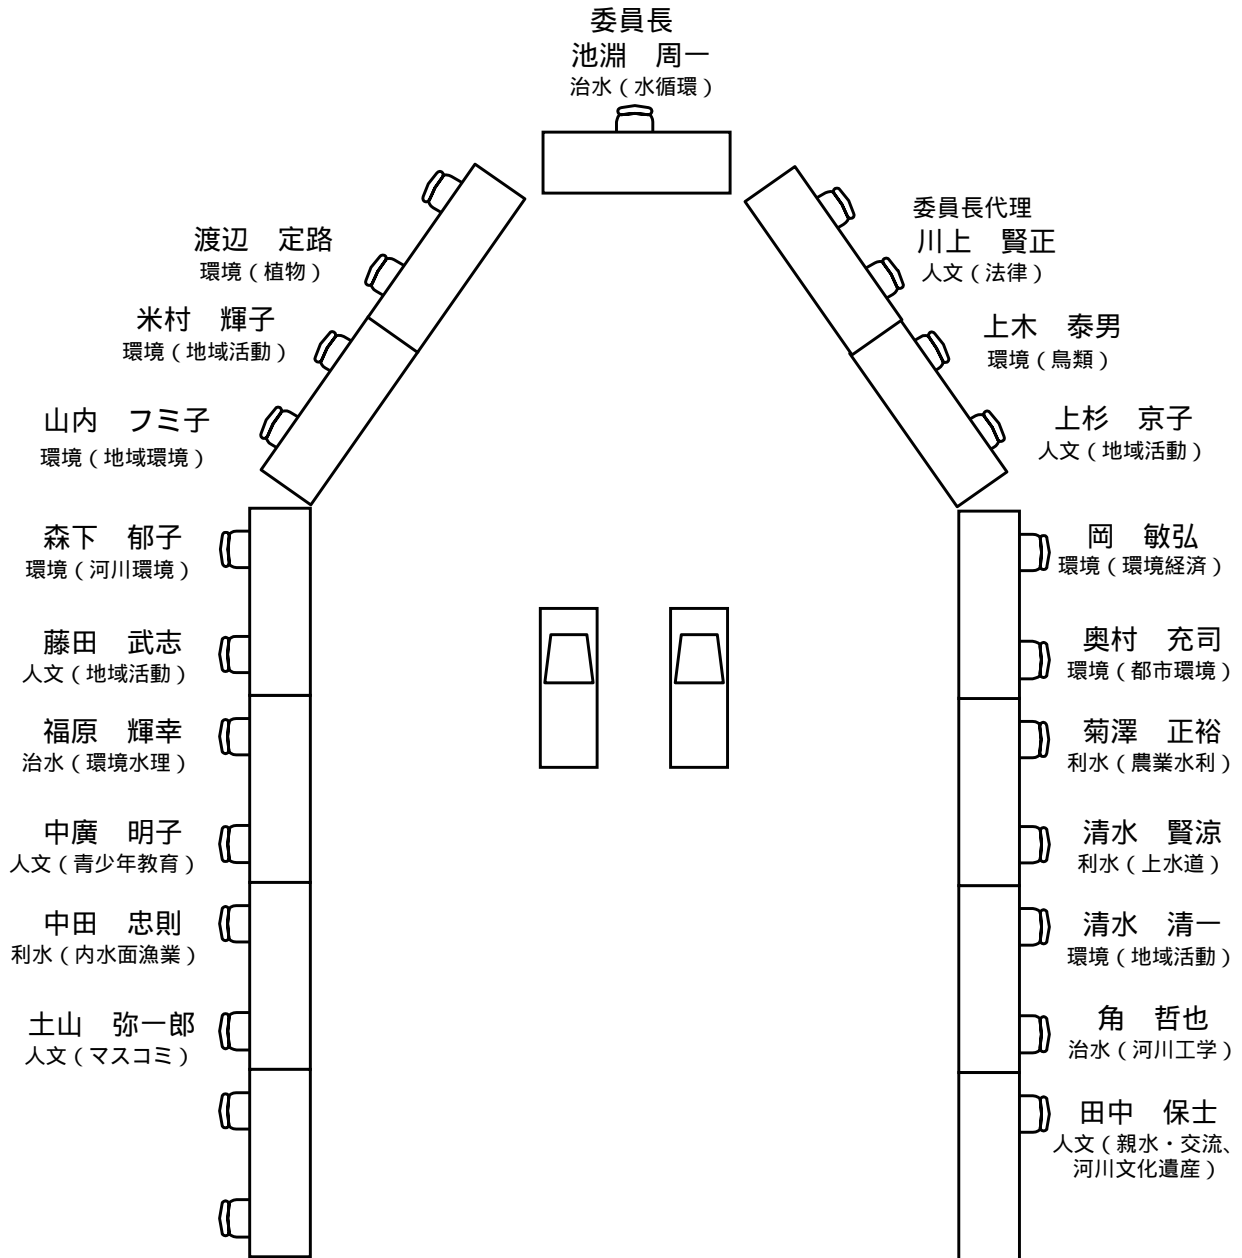 委員長
池淵　周一
治水（水循環）
渡辺　定路
環境（植物）
米村　輝子
環境（地域活動）
山内　フミ子
環境（地域環境）
森下　郁子
環境（河川環境）
藤田　武志
人文（地域活動）
福原　輝幸
治水（環境水理）
中廣　明子
人文（青少年教育）
中田　忠則
利水（内水面漁業）
土山　弥一郎
人文（マスコミ）
委員長代理
川上　賢正
人文（法律）
上木　泰男
環境（鳥類）
上杉　京子
人文（地域活動）
岡　敏弘
環境（環境経済）
奥村　充司
環境（都市環境）
菊澤　正裕
利水（農業水利）
清水　賢涼
利水（上水道）
清水　清一
環境（地域活動）
角　哲也
治水（河川工学）
田中　保士
人文（親水・交流、
河川文化遺産）